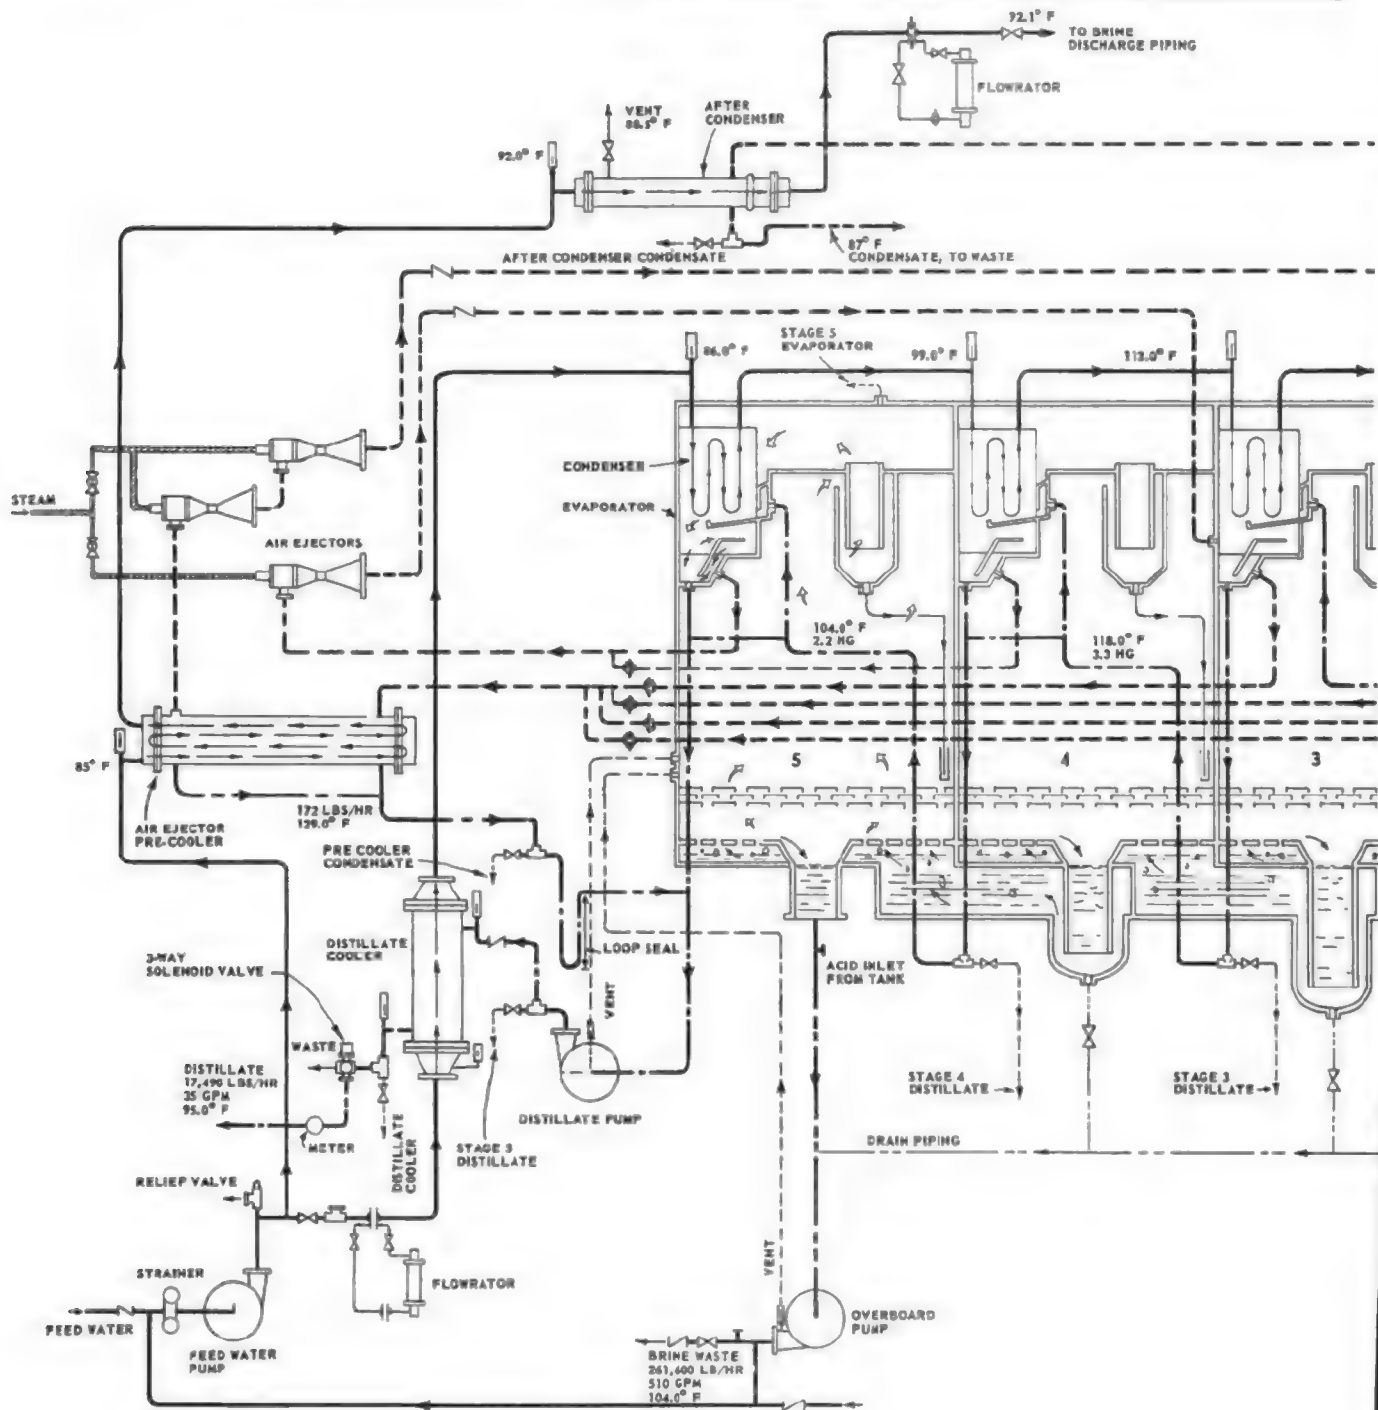 92.1° F
TO BRINE
DISCHARGE PIPING
FLOWRATOR
VENT
88.5° F
AFTER
CONDENSER
92.0° F
87° F
CONDENSATE, TO WASTE
AFTER CONDENSER CONDENSATE
STAGE 5
EVAPORATOR
86.0° F
99.0° F
113.0° F
CONDENSER
EVAPORATOR
STEAM
AIR EJECTORS
104.0° F
2.2 HG
118.0° F
3.3 HG
5
4
3
85° F
172 LBS/HR
129.0° F
AIR EJECTOR
PRE-COOLER
PRE COOLER
CONDENSATE
3-WAY
SOLENOID VALVE
DISTILLATE
COOLER
LOOP SEAL
VENT
ACID INLET
FROM TANK
WASTE
DISTILLATE
17,490 LBS/HR
35 GPM
95.0° F
METER
DISTILLATE
COOLER
STAGE 5
DISTILLATE
DISTILLATE PUMP
STAGE 4
DISTILLATE
STAGE 3
DISTILLATE
DRAIN PIPING
RELIEF VALVE
STRAINER
FLOWRATOR
VENT
OVERBOARD
PUMP
FEED WATER
FEED WATER
PUMP
BRINE WASTE
261,600 LB/HR
510 GPM
104.0° F